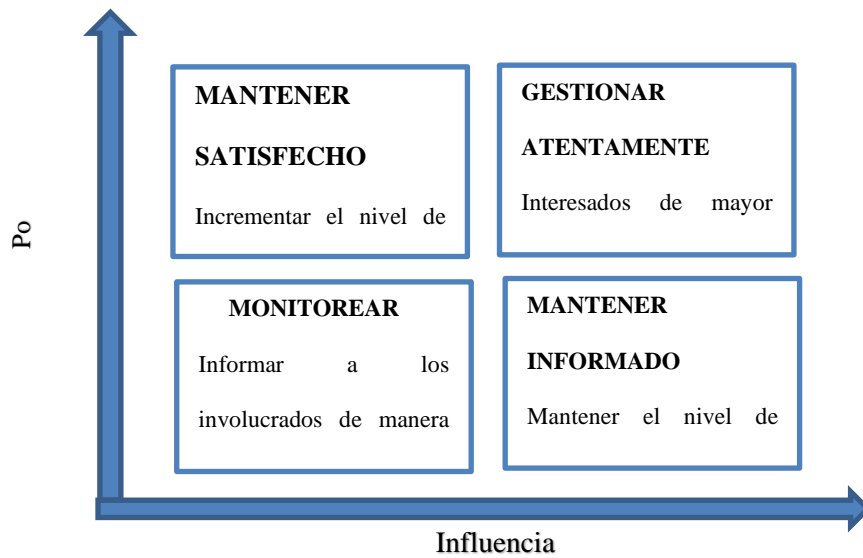 MANTENER
SATISFECHO
Incrementar el nivel de
GESTIONAR
ATENTAMENTE
Interesados de mayor
Po
MONITOREAR
Informar a los
involucrados de manera
MANTENER
INFORMADO
Mantener el nivel de
Influencia